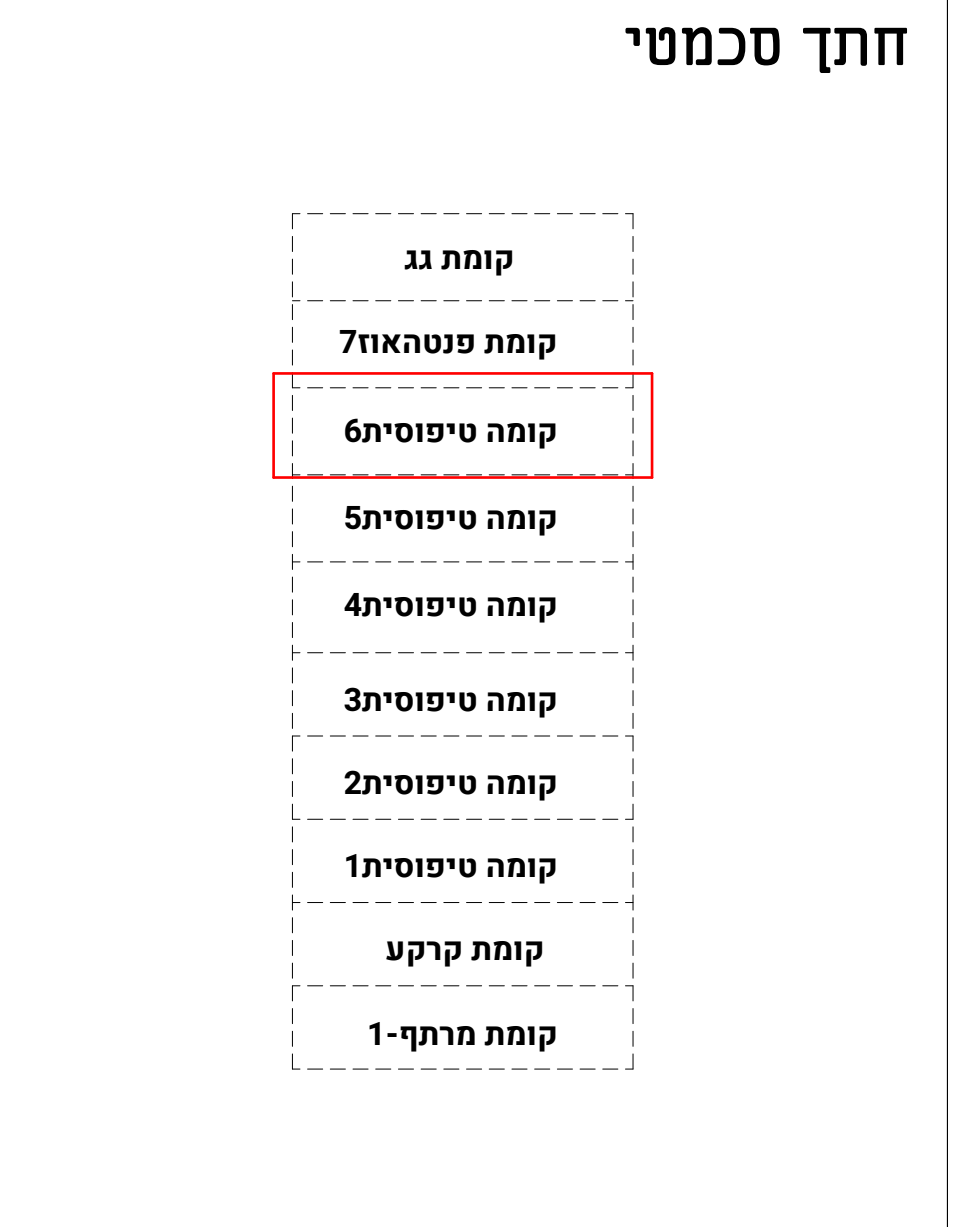 חתך סכמטי
קומת גג
קומת פנטהאוז7
קומה טיפוסית6
קומה טיפוסית5
קומה טיפוסית4
קומה טיפוסית3
קומה טיפוסית2
קומה טיפוסית1
קומת קרקע
קומת מרתף-1